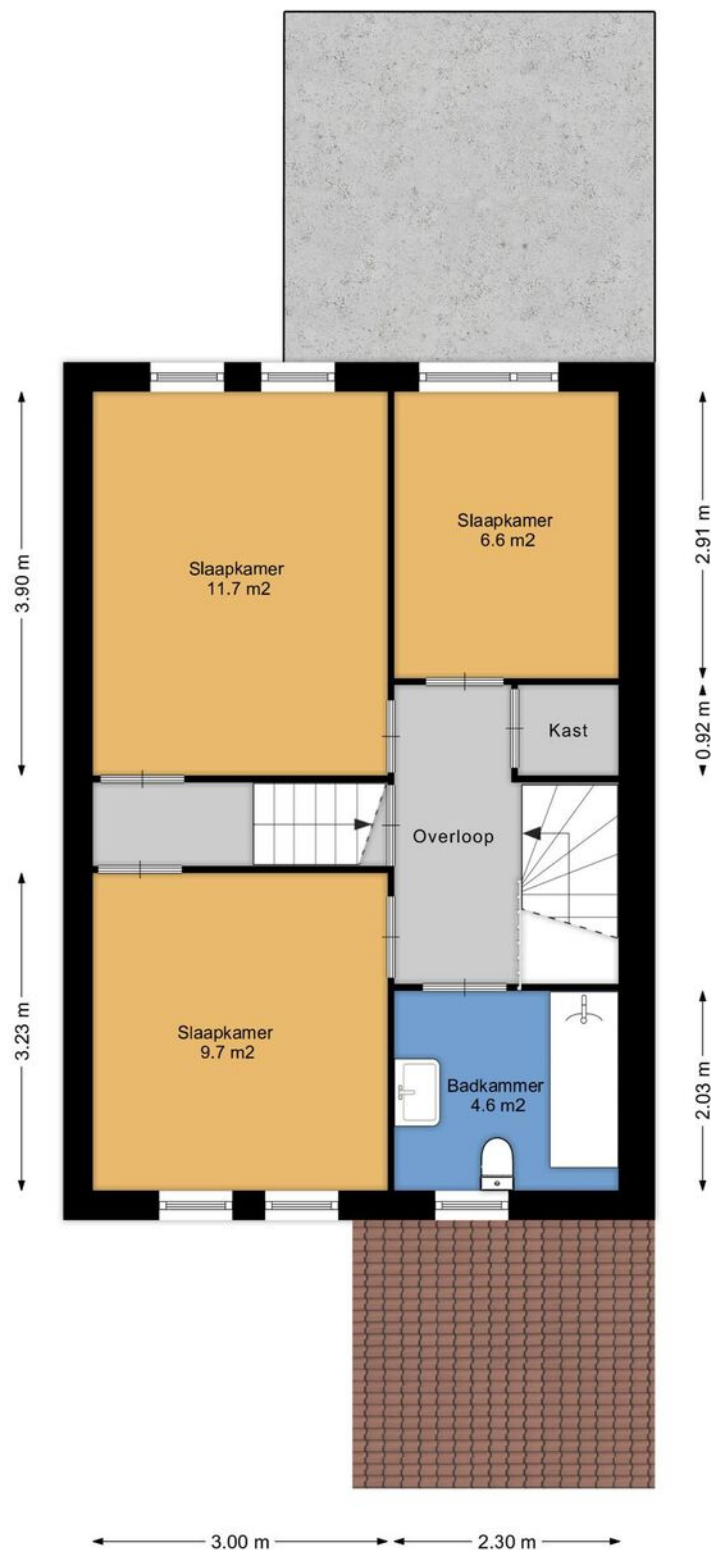 Slaapkamer
6.6 m2
Slaapkamer
11.7 m2
3.90 m
2.91 m
Kast
0.92 m
Overloop
Slaapkamer
9.7 m2
3.23 m
Badkammer
4.6 m2
2.03 m
3.00 m
2.30 m